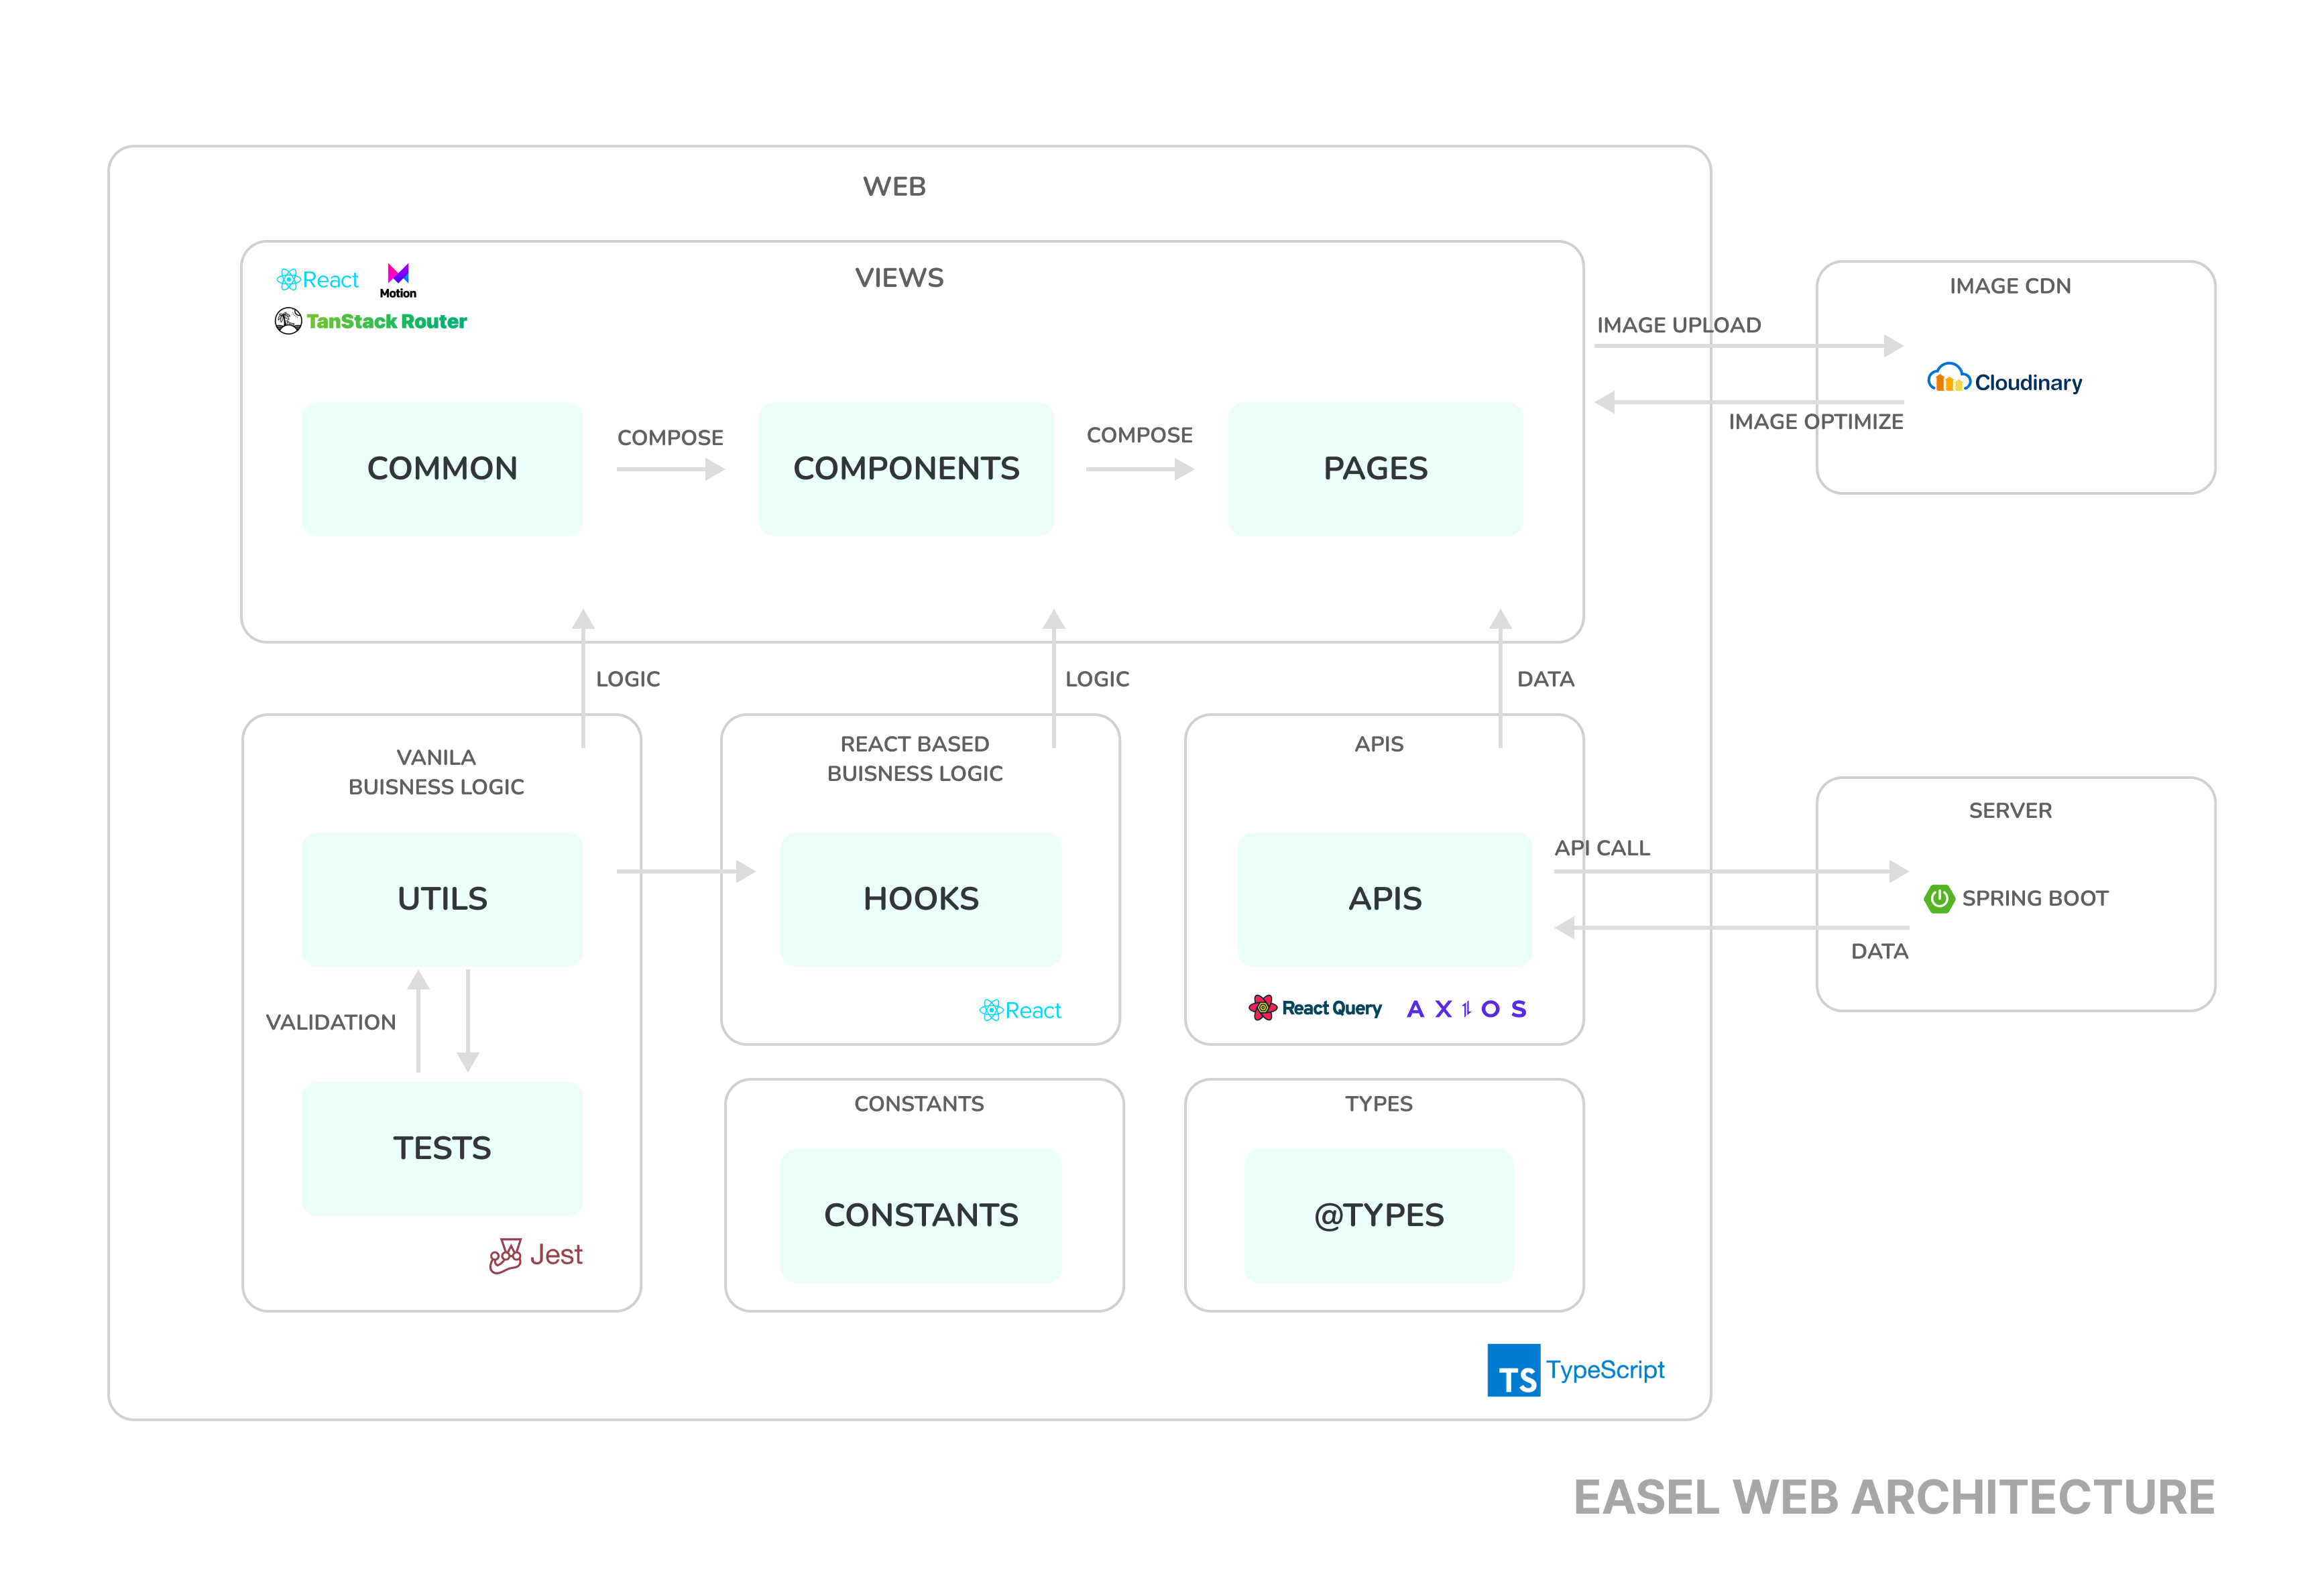 WEB
VIEWS
React
Motion
TanStack Router
COMMON
COMPOSE
COMPONENTS
COMPOSE
PAGES
IMAGE UPLOAD
IMAGE OPTIMIZE
IMAGE CDN
Cloudinary
LOGIC
LOGIC
DATA
VANILA
BUISNESS LOGIC
UTILS
VALIDATION
TESTS
Jest
REACT BASED
BUISNESS LOGIC
HOOKS
React
APIS
APIS
React Query
AXIOS
API CALL
DATA
SERVER
SPRING BOOT
CONSTANTS
CONSTANTS
TYPES
@TYPES
TS TypeScript
EASEL WEB ARCHITECTURE